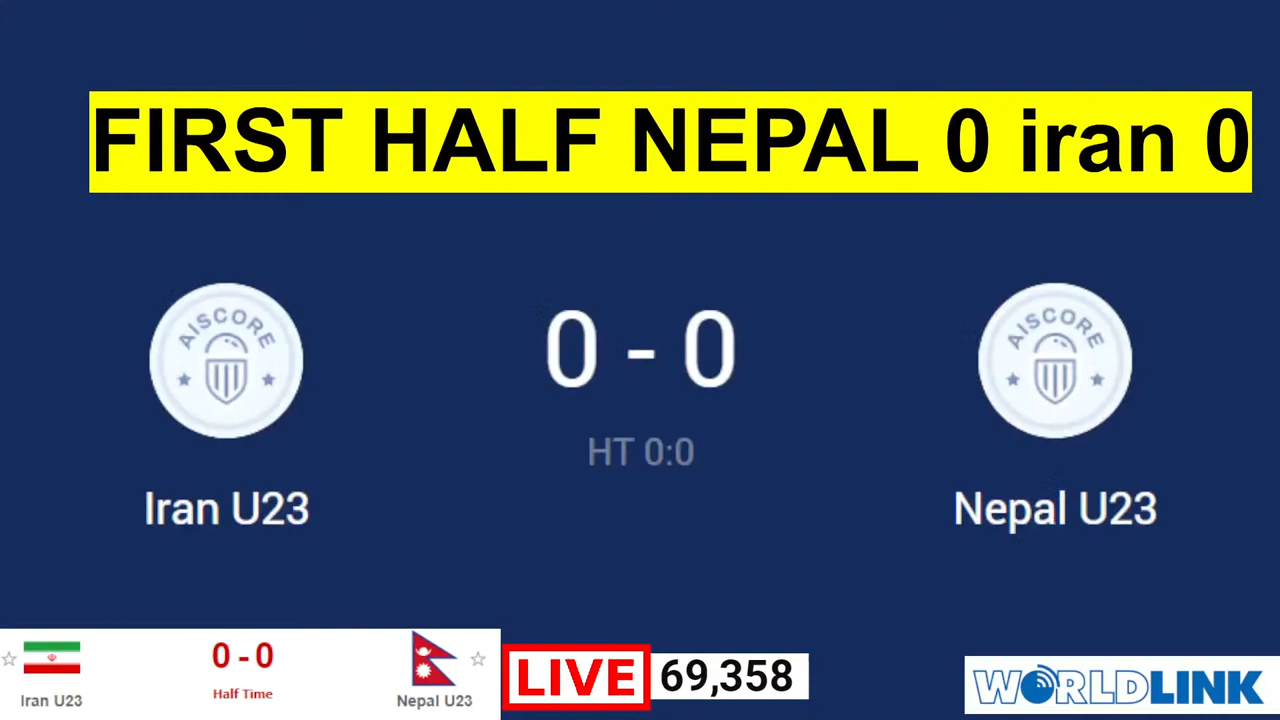 FIRST HALF NEPAL 0 iran 0
AISCORE
0 - 0
AISCORE
HT 0:0
Iran U23
Nepal U23
0 - 0
Half Time
Iran U23
Nepal U23
LIVE
69,358
WORLDLINK